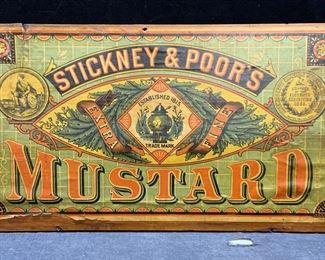 STICKNEY & POOR'S
ESTABLISHED 1815
EXTRA FINE
TRADE MARK
MUSTARD